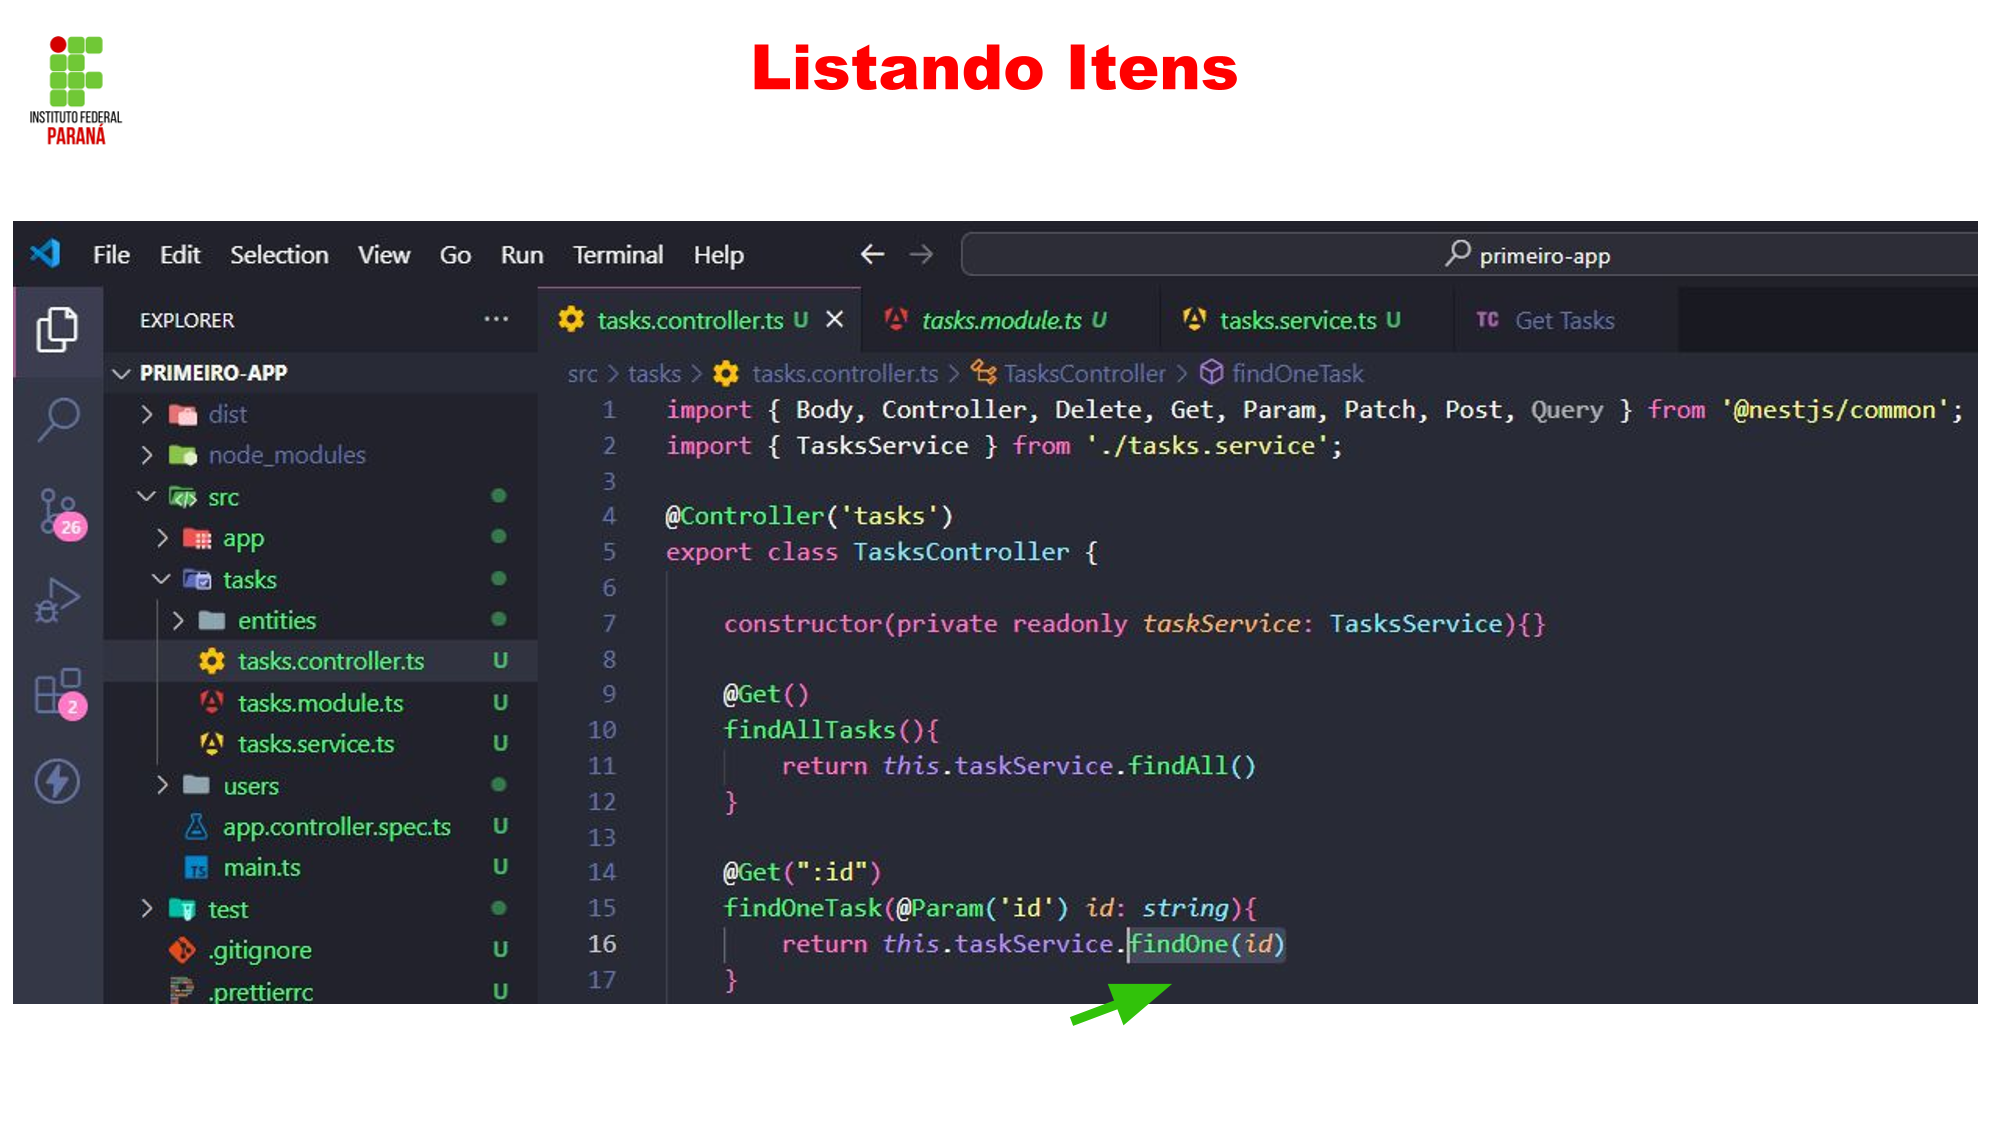 INSTITUTO FEDERAL
PARANÁ
Listando Itens
File Edit Selection View Go Run Terminal Help
primeiro-app
EXPLORER ...
PRIMEIRO-APP
dist
node_modules
src
26
app
tasks
entities
tasks.controller.ts U
2
tasks.module.ts U
tasks.service.ts U
users
app.controller.spec.ts U
TS main.ts U
test
.gitignore U
.prettierrc U
tasks.controller.ts U tasks.module.ts U tasks.service.ts U TC Get Tasks
src > tasks > tasks.controller.ts > TasksController > findOneTask
1 import { Body, Controller, Delete, Get, Param, Patch, Post, Query } from '@nestjs/common';
2 import { TasksService } from './tasks.service';
3
4 @Controller('tasks')
5 export class TasksController {
6
7 constructor(private readonly taskService: TasksService){}
8
9 @Get()
10 findAllTasks(){
11 return this.taskService.findAll()
12 }
13
14 @Get(":id")
15 findOneTask(@Param('id') id: string){
16 return this.taskService.findOne(id)
17 }